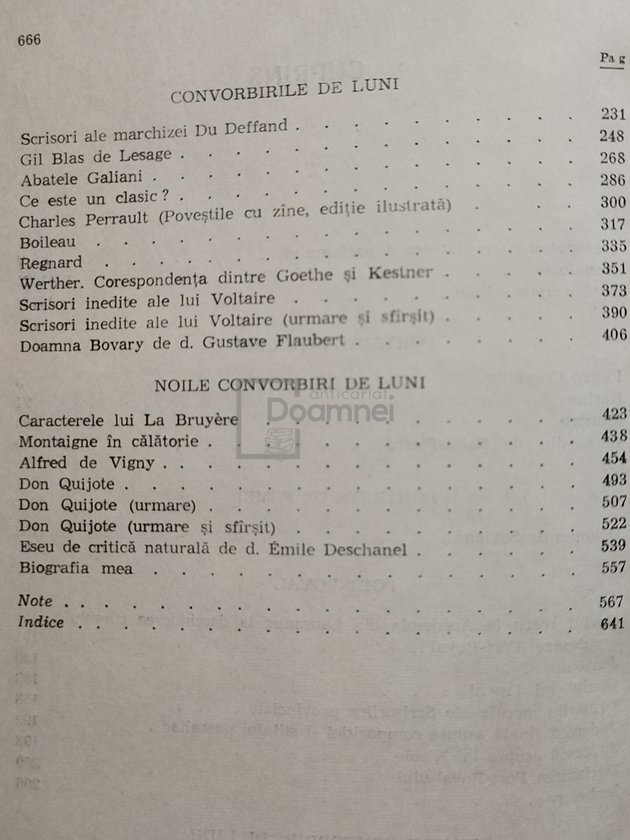 666
Pag
CONVORBIRILE DE LUNI
Scrisori ale marchizei Du Deffand . . . . . . . . 231
Gil Blas de Lesage . . . . . . . . . . . 248
Abatele Galiani . . . . . . . . . . . . 268
Ce este un clasic? . . . . . . . . . . . 286
Charles Perrault (Poveștile cu zîne, ediție ilustrată) . . . 300
Boileau . . . . . . . . . . . . . 317
Regnard . . . . . . . . . . . . . 335
Werther. Corespondența dintre Goethe și Kestner . . . . . 351
Scrisori inedite ale lui Voltaire . . . . . . . . 373
Scrisori inedite ale lui Voltaire (urmare și sfîrșit) . . . . 390
Doamna Bovary de d. Gustave Flaubert . . . . . . . 406
NOILE CONVORBIRI DE LUNI
anticariat
Doamnei
Caracterele lui La Bruyère . . . . . . . . . 423
Montaigne în călătorie . . . . . . . . . . 438
Alfred de Vigny . . . . . . . . . . . . 454
Don Quijote . . . . . . . . . . . . 493
Don Quijote (urmare) . . . . . . . . . . 507
Don Quijote (urmare și sfîrșit) . . . . . . . . 522
Eseu de critică naturală de d. Émile Deschanel . . . . . 539
Biografia mea . . . . . . . . . . . 557
Note . . . . . . . . . . . . . . 567
Indice . . . . . . . . . . . . . 641